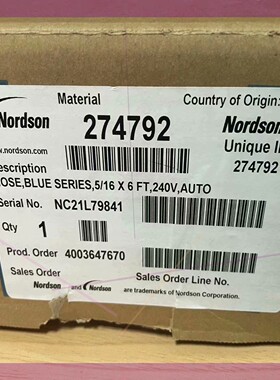 Material
Country of Origin:
Nordson
274792
Nordson
www.nordson.com
Unique I
escription
274792
OSE,BLUE SERIES,5/16 X 6 FT,240V,AUTO
Serial No.
NC21L79841
Qty
1
Prod. Order
4003647670
Sales Order
Sales Order Line No.
Nordson and Nordson are trademarks of Nordson Corporation.